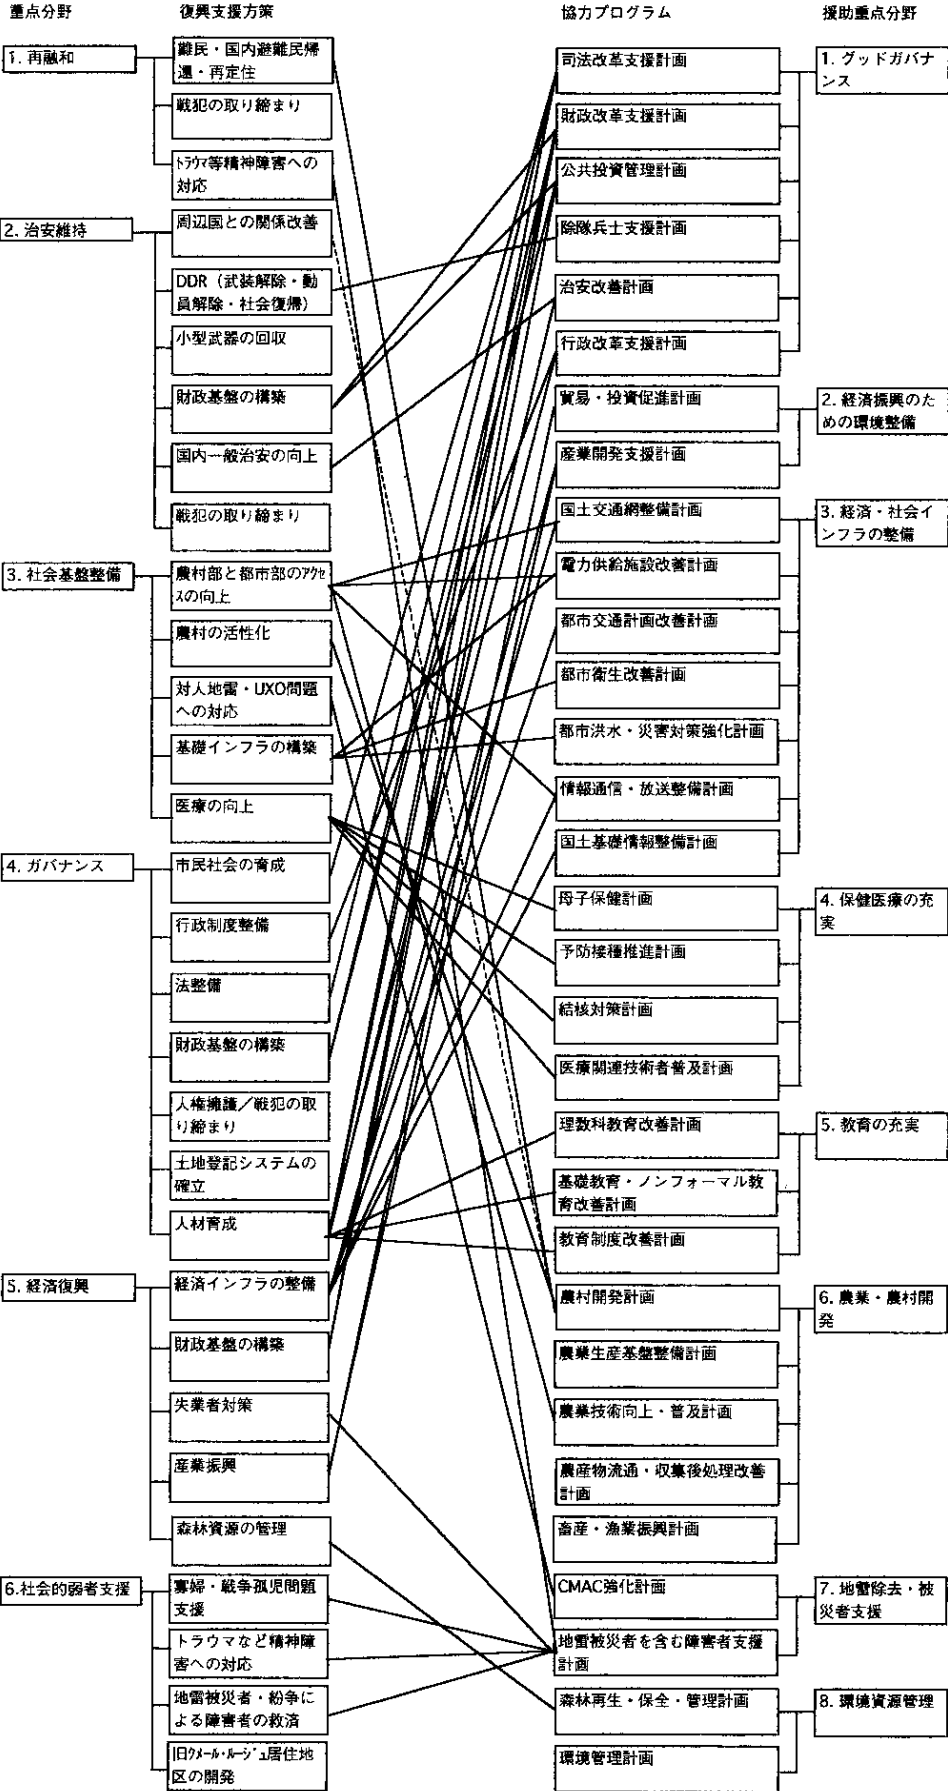 重点分野
復興支援方策
協力プログラム
援助重点分野
1. 再融和
難民・国内避難民帰
還・再定住
戦犯の取り締まり
ﾄﾗｳﾏ等精神障害への
対応
2. 治安維持
周辺国との関係改善
DDR（武装解除・動
員解除・社会復帰）
小型武器の回収
財政基盤の構築
国内一般治安の向上
戦犯の取り締まり
3. 社会基盤整備
農村部と都市部のｱｸｾ
ｽの向上
農村の活性化
対人地雷・UXO問題
への対応
基礎インフラの構築
医療の向上
4. ガバナンス
市民社会の育成
行政制度整備
法整備
財政基盤の構築
人権擁護／戦犯の取
り締まり
土地登記システムの
確立
人材育成
5. 経済復興
経済インフラの整備
財政基盤の構築
失業者対策
産業振興
森林資源の管理
6.社会的弱者支援
寡婦・戦争孤児問題
支援
トラウマなど精神障
害への対応
地雷被災者・紛争に
よる障害者の救済
旧ｸﾒｰﾙ･ﾙｰｼﾞｭ居住地
区の開発
司法改革支援計画
財政改革支援計画
公共投資管理計画
除隊兵士支援計画
治安改善計画
行政改革支援計画
1. グッドガバナ
ンス
貿易・投資促進計画
産業開発支援計画
2. 経済振興のた
めの環境整備
国土交通網整備計画
電力供給施設改善計画
都市交通計画改善計画
都市衛生改善計画
都市洪水・災害対策強化計画
情報通信・放送整備計画
国土基礎情報整備計画
3. 経済・社会イ
ンフラの整備
母子保健計画
予防接種推進計画
結核対策計画
医療関連技術者普及計画
4. 保健医療の充
実
理数科教育改善計画
基礎教育・ノンフォーマル教
育改善計画
教育制度改善計画
5. 教育の充実
農村開発計画
農業生産基盤整備計画
農業技術向上・普及計画
農産物流通・収集後処理改善
計画
畜産・漁業振興計画
6. 農業・農村開
発
CMAC強化計画
地雷被災者を含む障害者支援
計画
7. 地雷除去・被
災者支援
森林再生・保全・管理計画
環境管理計画
8. 環境資源管理